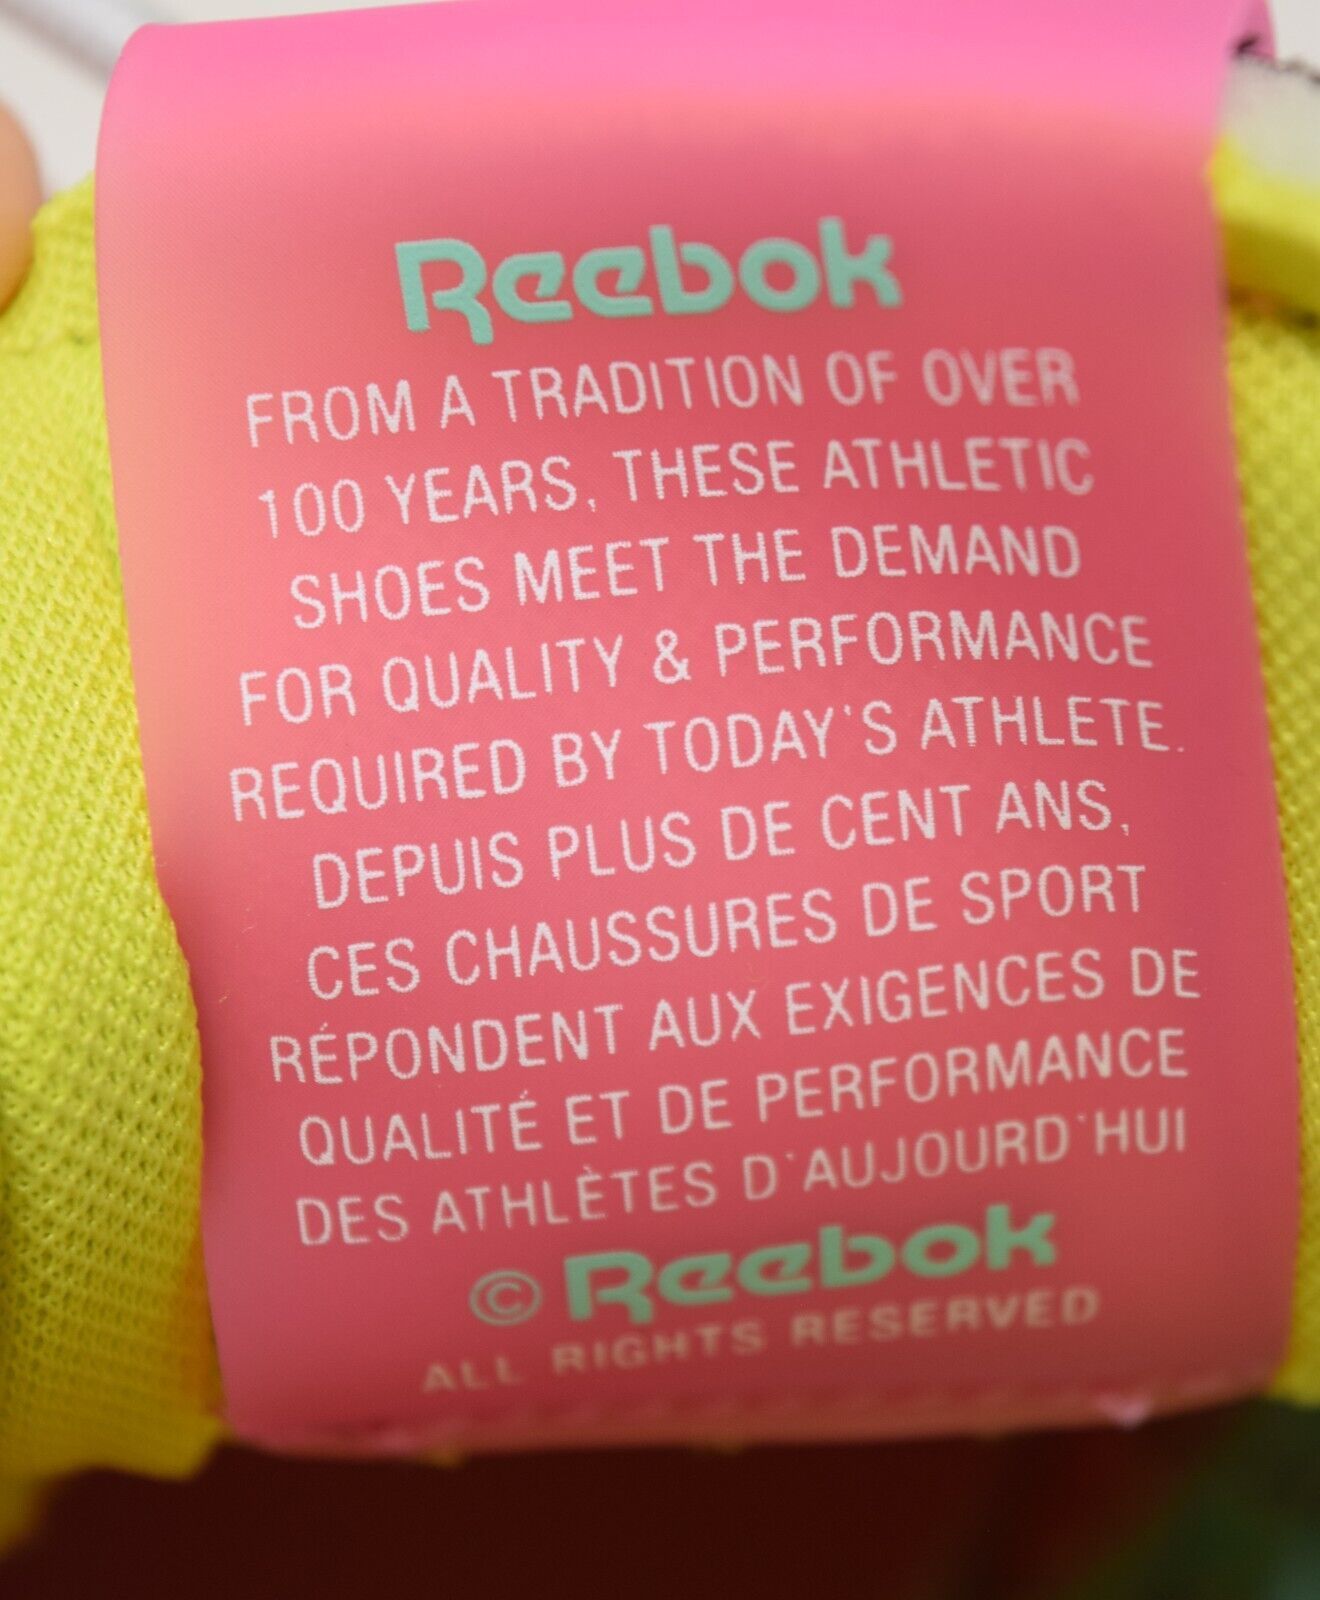 Reebok
FROM A TRADITION OF OVER
100 YEARS, THESE ATHLETIC
SHOES MEET THE DEMAND
FOR QUALITY & PERFORMANCE
REQUIRED BY TODAY'S ATHLETE.
DEPUIS PLUS DE CENT ANS,
CES CHAUSSURES DE SPORT
RÉPONDENT AUX EXIGENCES DE
QUALITÉ ET DE PERFORMANCE
DES ATHLÈTES D'AUJOURD'HUI
© Reebok
ALL RIGHTS RESERVED